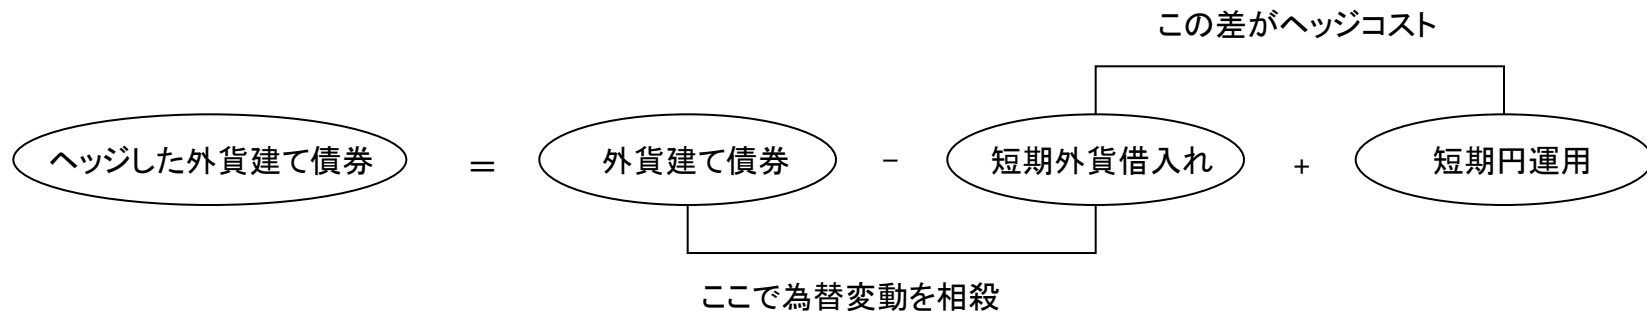 この差がヘッジコスト
ヘッジした外貨建て債券 = 外貨建て債券 − 短期外貨借入れ + 短期円運用
ここで為替変動を相殺